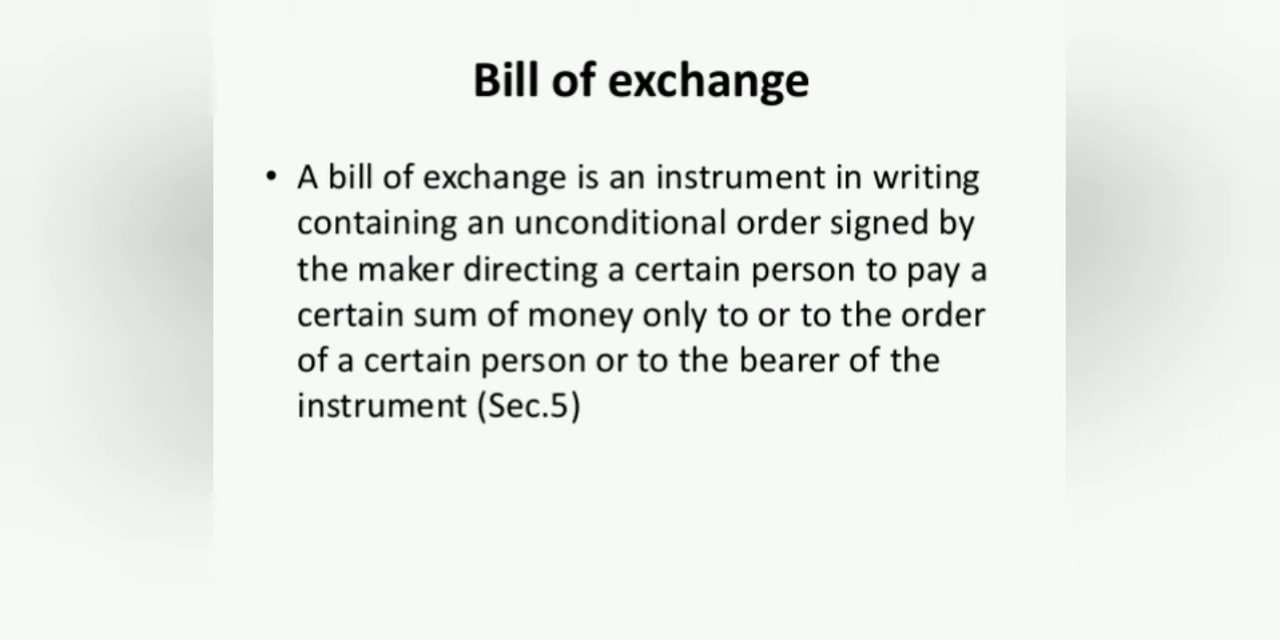 Bill of exchange
• A bill of exchange is an instrument in writing
containing an unconditional order signed by
the maker directing a certain person to pay a
certain sum of money only to or to the order
of a certain person or to the bearer of the
instrument (Sec.5)